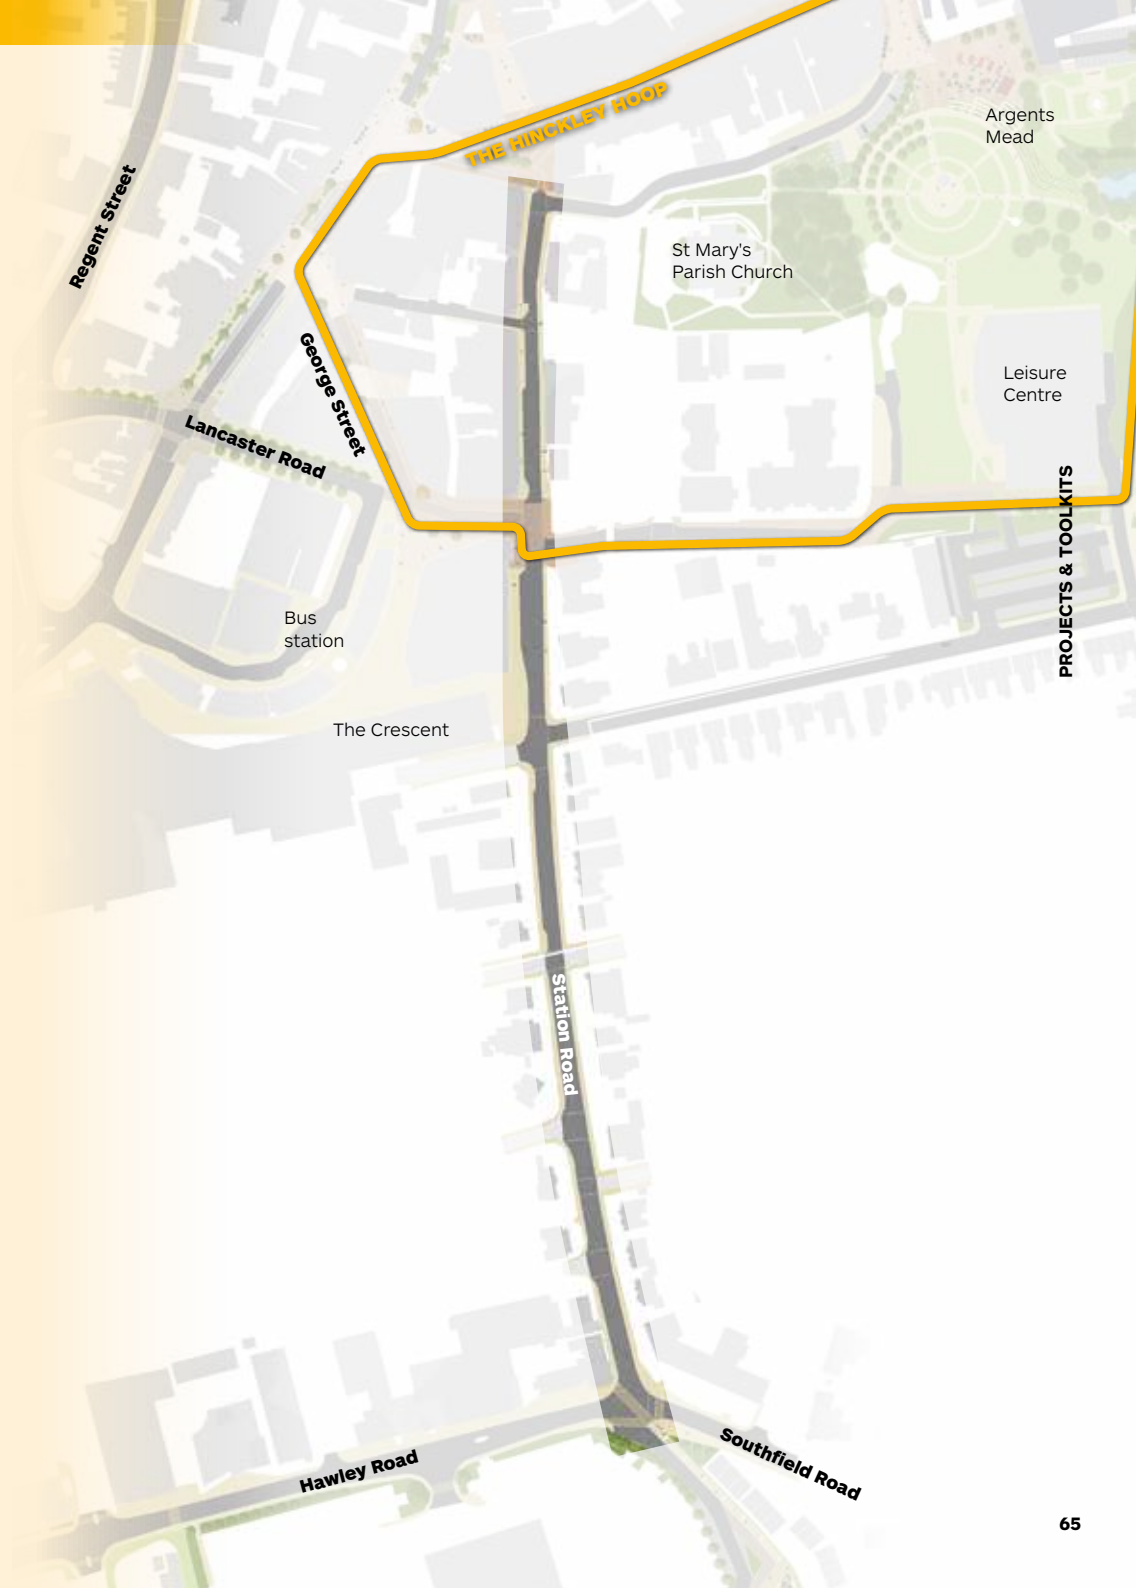 THE HINCKLEY HOOP
Argents
Mead
Regent Street
St Mary's
Parish Church
George Street
Leisure
Centre
Lancaster Road
PROJECTS & TOOLKITS
Bus
station
The Crescent
Station Road
Hawley Road
Southfield Road
65